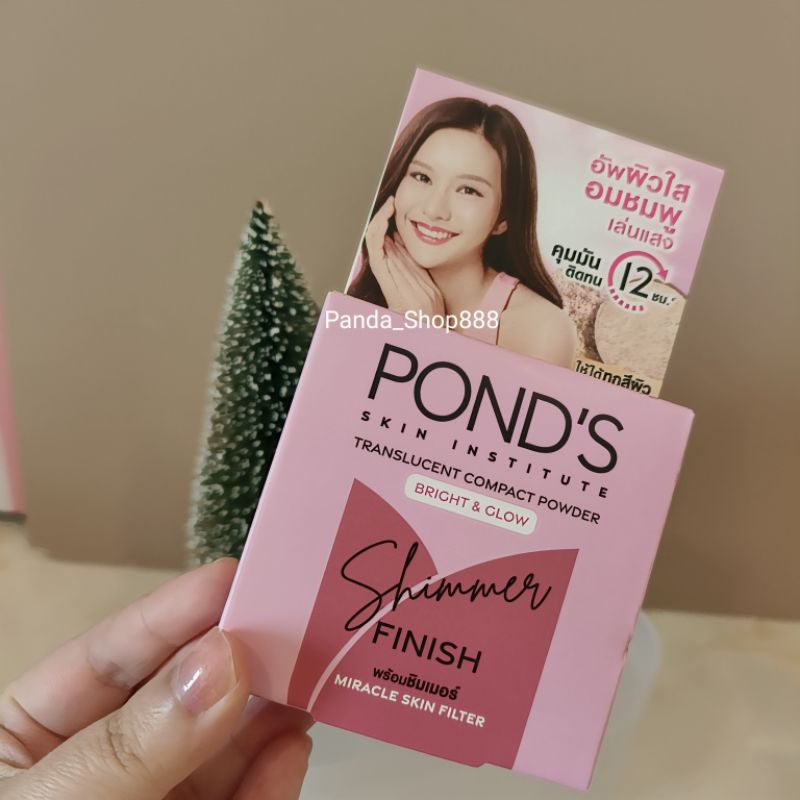 อัพผิวใส
อมชมพู
เล่นแสง
คุมมัน
ติดทน
12 ชม.*
ให้ได้ทุกสีผิว
Panda_Shop888
POND'S
SKIN INSTITUTE
TRANSLUCENT COMPACT POWDER
BRIGHT & GLOW
Shimmer
FINISH
พร้อมชิมเมอร์
MIRACLE SKIN FILTER